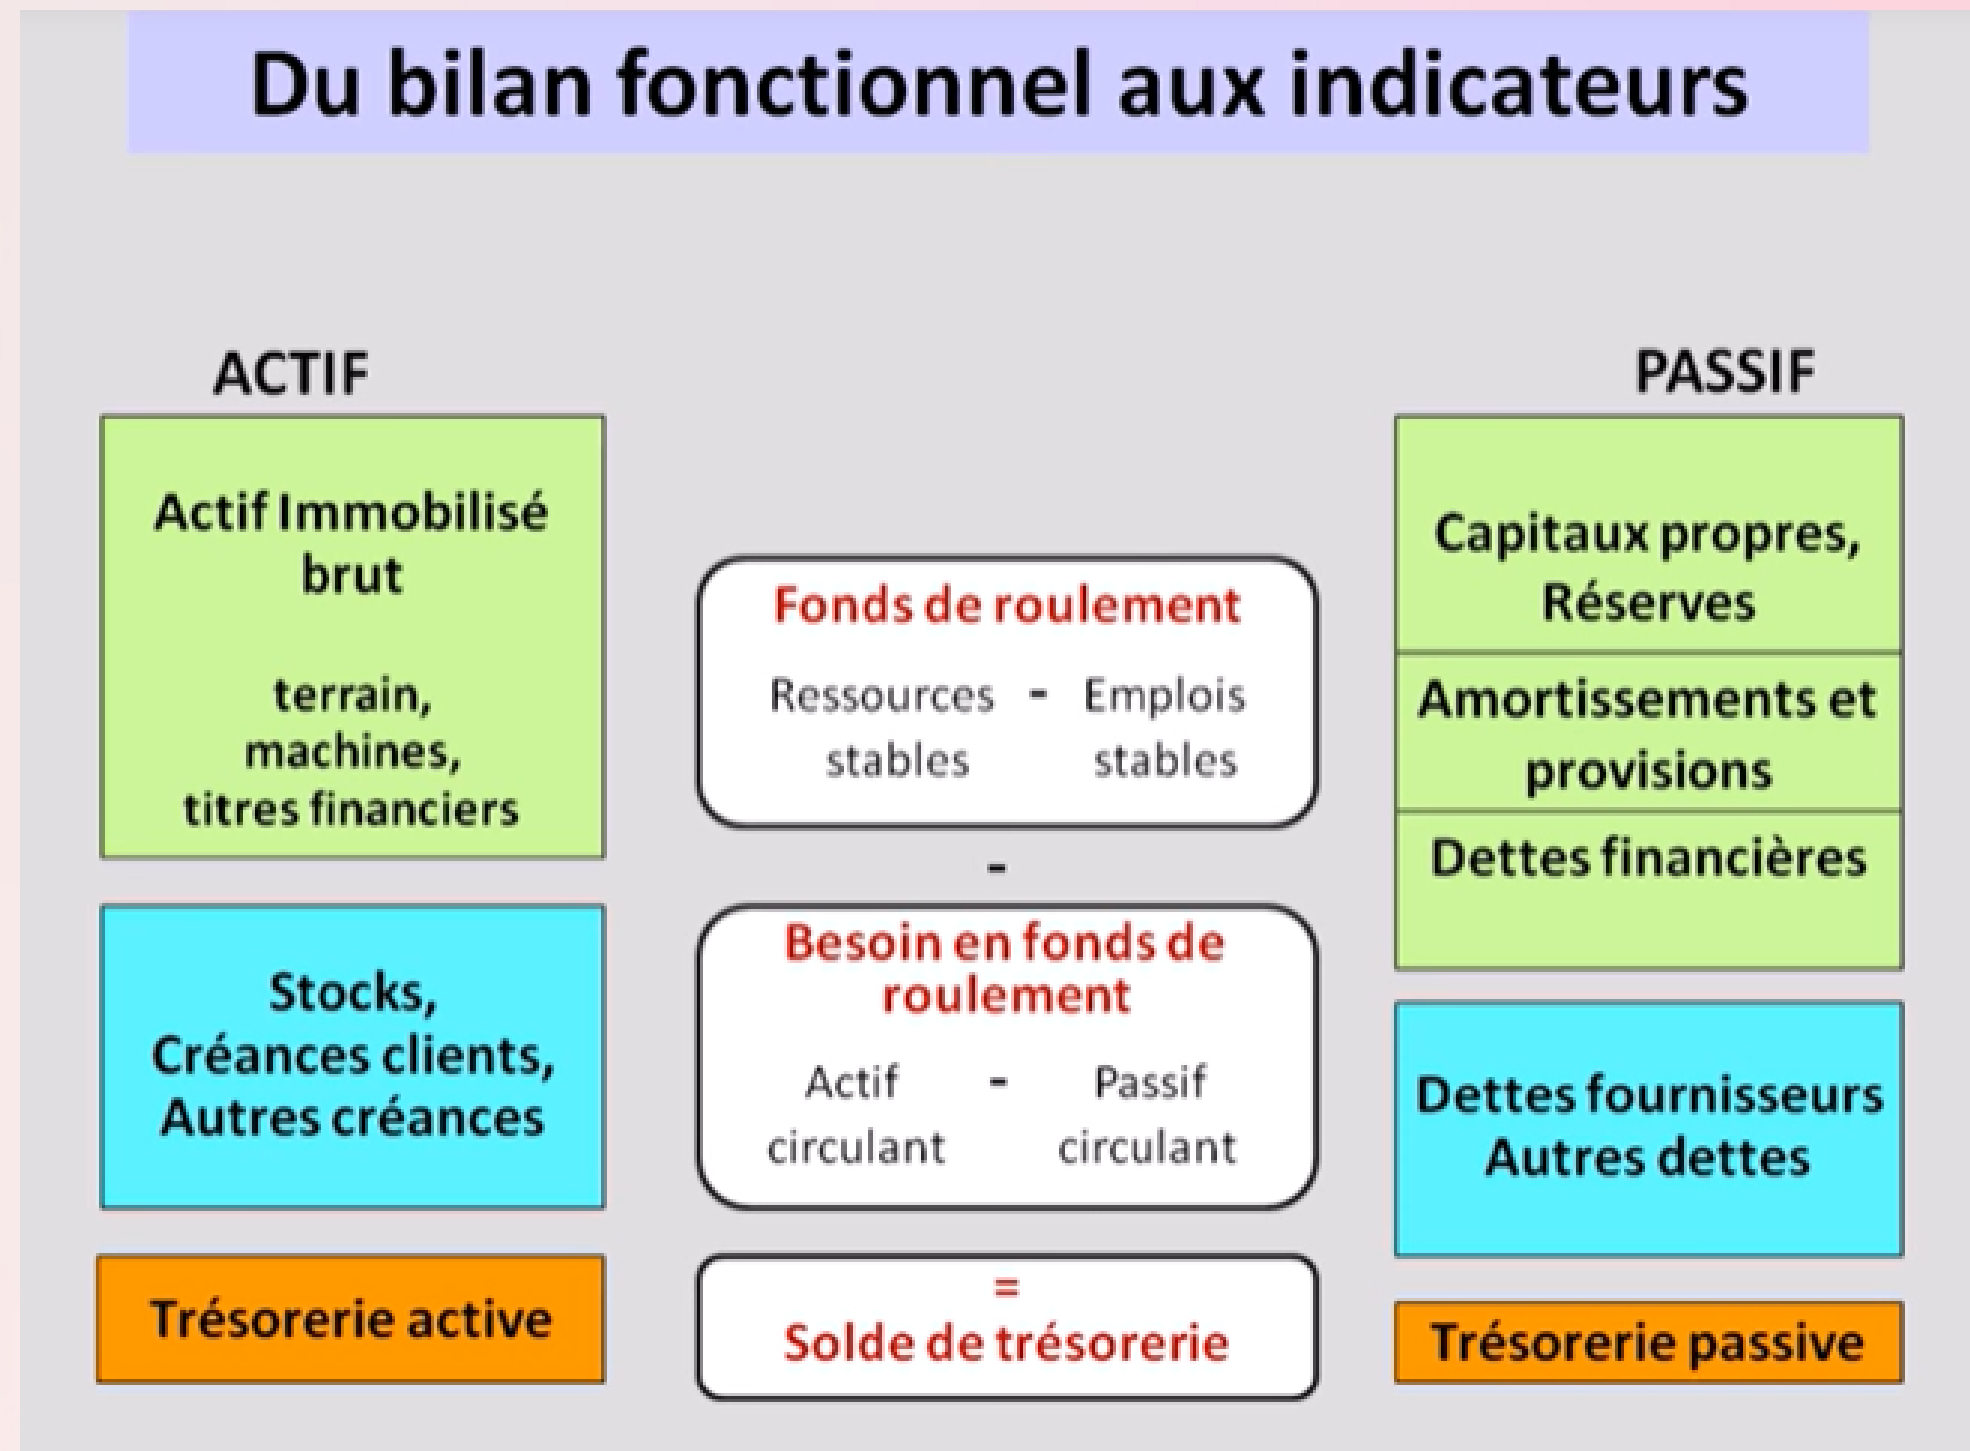 Du bilan fonctionnel aux indicateurs
ACTIF
Actif Immobilisé
brut
terrain,
machines,
titres financiers
Stocks,
Créances clients,
Autres créances
Trésorerie active
Fonds de roulement
Ressources - Emplois
stables stables
-
Besoin en fonds de
roulement
Actif - Passif
circulant circulant
=
Solde de trésorerie
PASSIF
Capitaux propres,
Réserves
Amortissements et
provisions
Dettes financières
Dettes fournisseurs
Autres dettes
Trésorerie passive